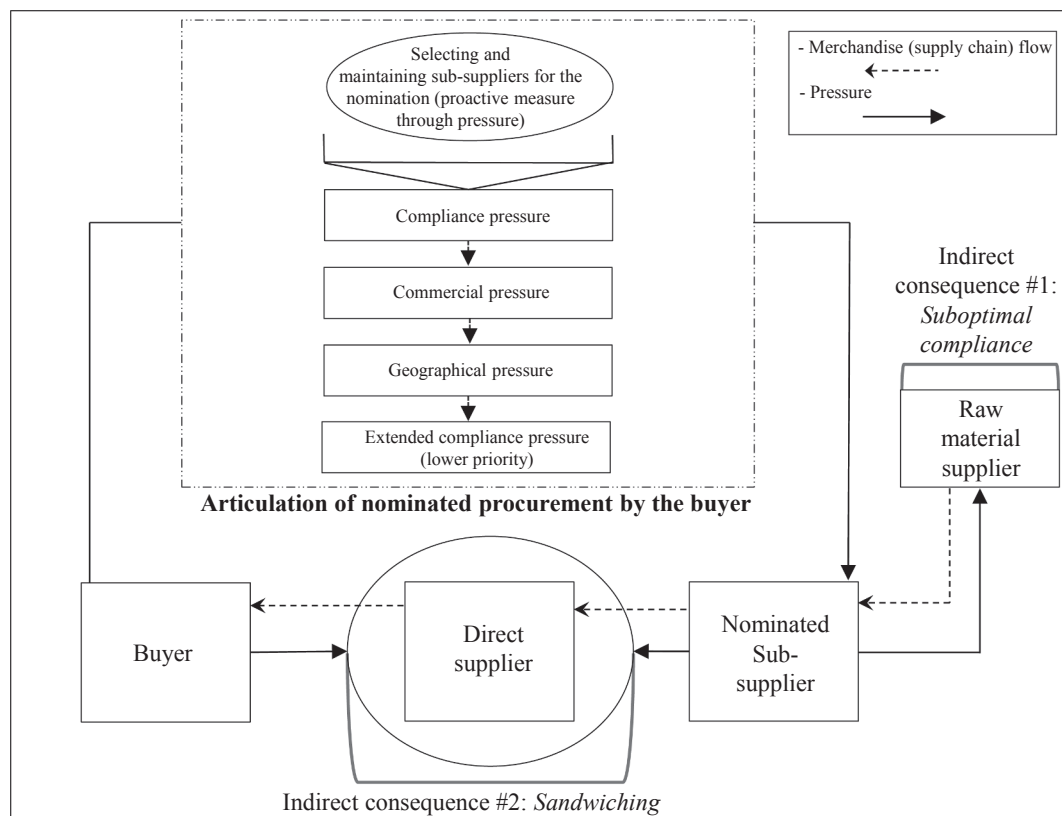 Selecting and
maintaining sub-suppliers for the
nomination (proactive measure
through pressure)
- Merchandise (supply chain) flow
- Pressure
Compliance pressure
Commercial pressure
Geographical pressure
Extended compliance pressure
(lower priority)
Articulation of nominated procurement by the buyer
Indirect
consequence #1:
Suboptimal
compliance
Raw
material
supplier
Buyer
Direct
supplier
Nominated
Sub-
supplier
Indirect consequence #2: Sandwiching